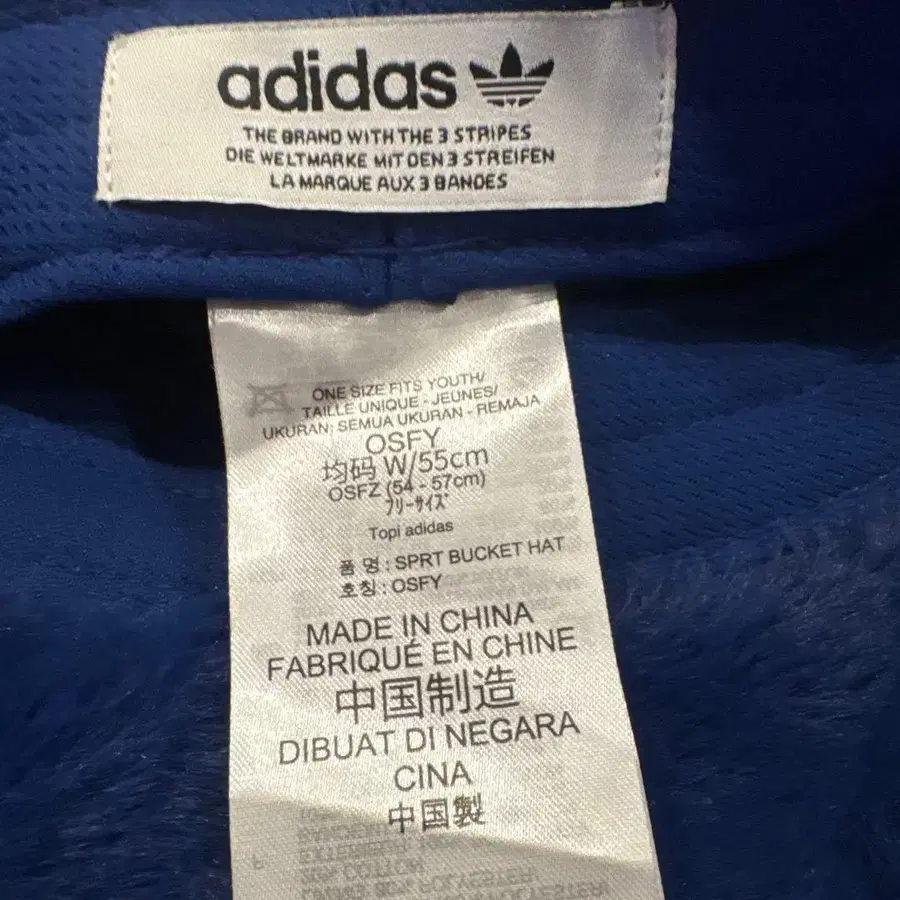 adidas
THE BRAND WITH THE 3 STRIPES
DIE WELTMARKE MIT DEN 3 STREIFEN
LA MARQUE AUX 3 BANDES
ONE SIZE FITS YOUTH/
TAILLE UNIQUE - JEUNES/
UKURAN: SEMUA UKURAN - REMAJA
OSFY
均码 W/55cm
OSFZ (54 - 57cm)
フリーサイズ
Topi adidas
품 명 : SPRT BUCKET HAT
호칭 : OSFY
MADE IN CHINA
FABRIQUÉ EN CHINE
中国制造
DIBUAT DI NEGARA
CINA
中国製